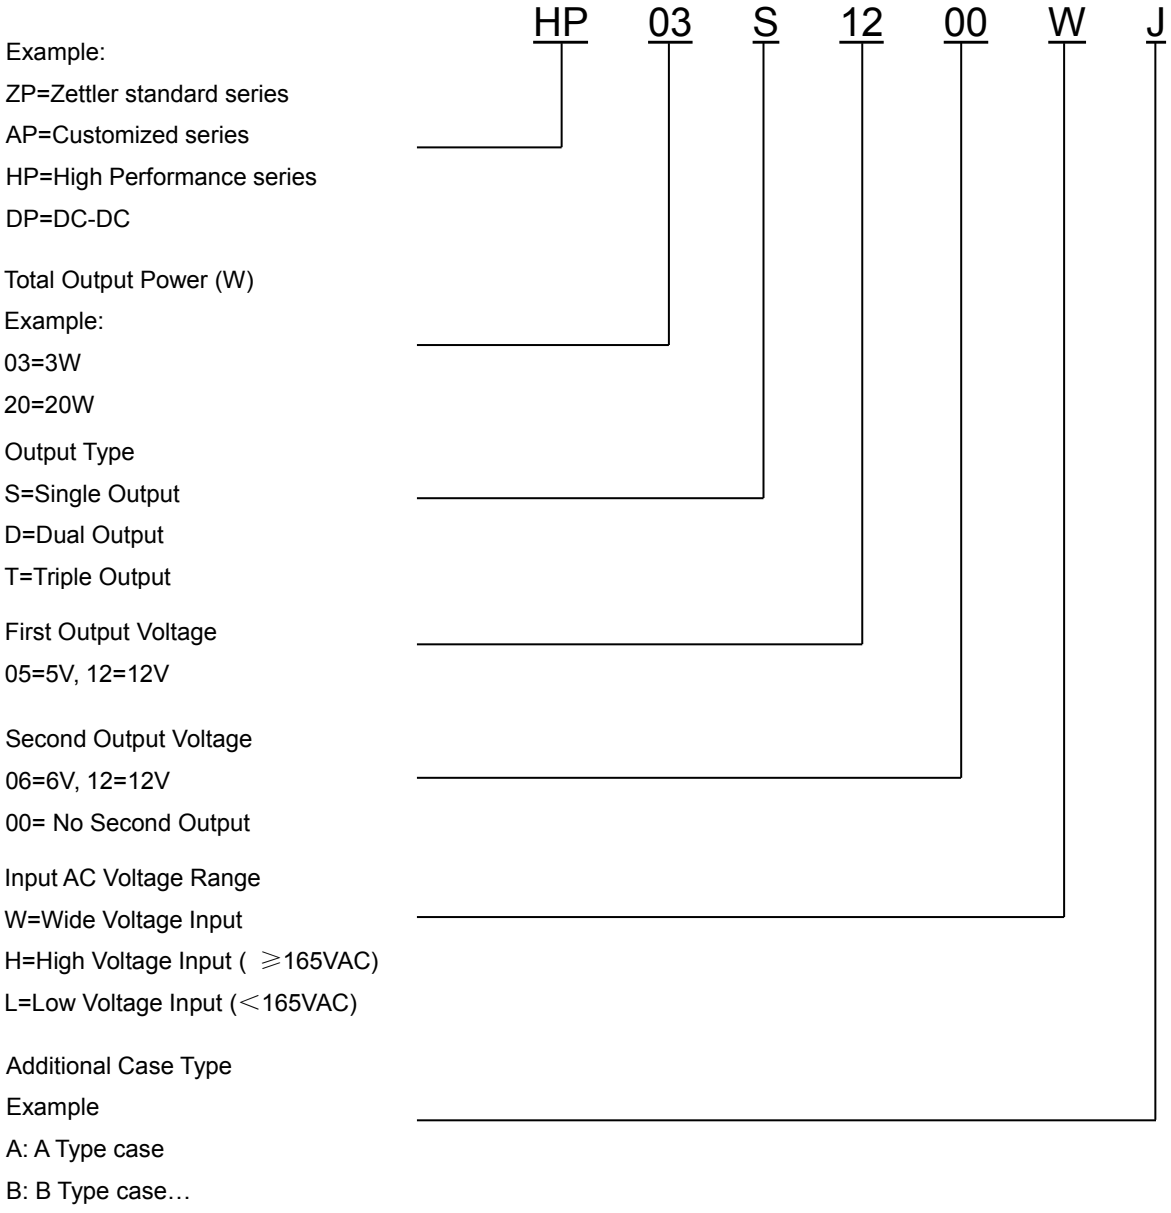 HP 03 S 12 00 W J
Example:
ZP=Zettler standard series
AP=Customized series
HP=High Performance series
DP=DC-DC
Total Output Power (W)
Example:
03=3W
20=20W
Output Type
S=Single Output
D=Dual Output
T=Triple Output
First Output Voltage
05=5V, 12=12V
Second Output Voltage
06=6V, 12=12V
00= No Second Output
Input AC Voltage Range
W=Wide Voltage Input
H=High Voltage Input ( ≥165VAC)
L=Low Voltage Input (<165VAC)
Additional Case Type
Example
A: A Type case
B: B Type case…